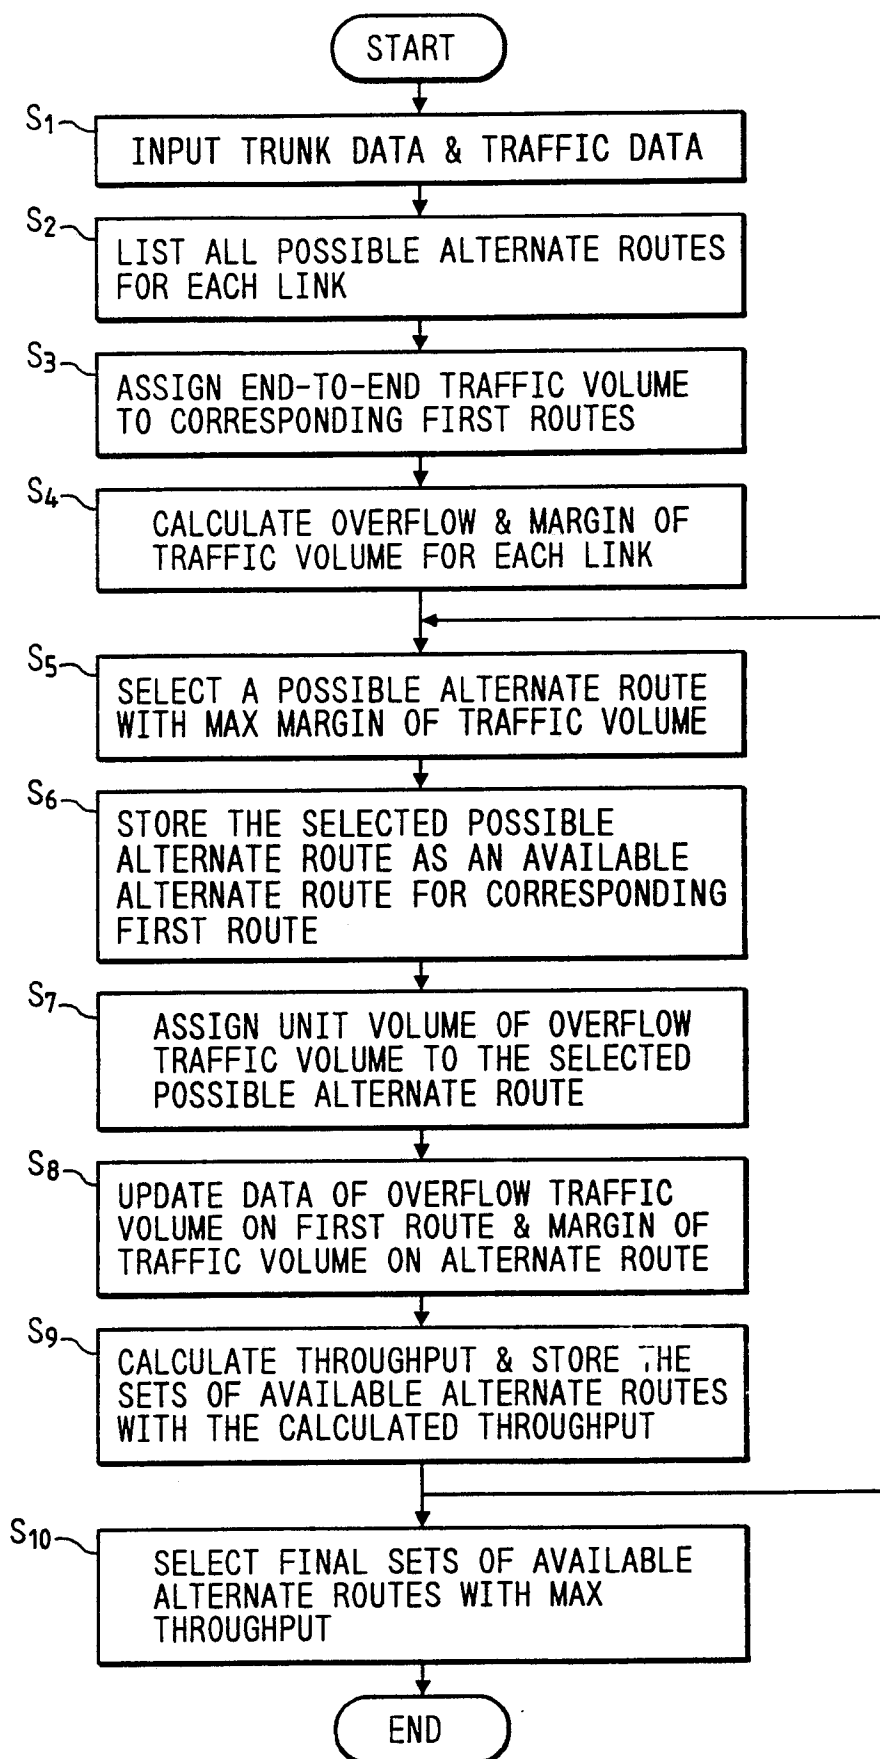 START
S1
INPUT TRUNK DATA & TRAFFIC DATA
S2
LIST ALL POSSIBLE ALTERNATE ROUTES
FOR EACH LINK
S3
ASSIGN END-TO-END TRAFFIC VOLUME
TO CORRESPONDING FIRST ROUTES
S4
CALCULATE OVERFLOW & MARGIN OF
TRAFFIC VOLUME FOR EACH LINK
S5
SELECT A POSSIBLE ALTERNATE ROUTE
WITH MAX MARGIN OF TRAFFIC VOLUME
S6
STORE THE SELECTED POSSIBLE
ALTERNATE ROUTE AS AN AVAILABLE
ALTERNATE ROUTE FOR CORRESPONDING
FIRST ROUTE
S7
ASSIGN UNIT VOLUME OF OVERFLOW
TRAFFIC VOLUME TO THE SELECTED
POSSIBLE ALTERNATE ROUTE
S8
UPDATE DATA OF OVERFLOW TRAFFIC
VOLUME ON FIRST ROUTE & MARGIN OF
TRAFFIC VOLUME ON ALTERNATE ROUTE
S9
CALCULATE THROUGHPUT & STORE THE
SETS OF AVAILABLE ALTERNATE ROUTES
WITH THE CALCULATED THROUGHPUT
S10
SELECT FINAL SETS OF AVAILABLE
ALTERNATE ROUTES WITH MAX
THROUGHPUT
END